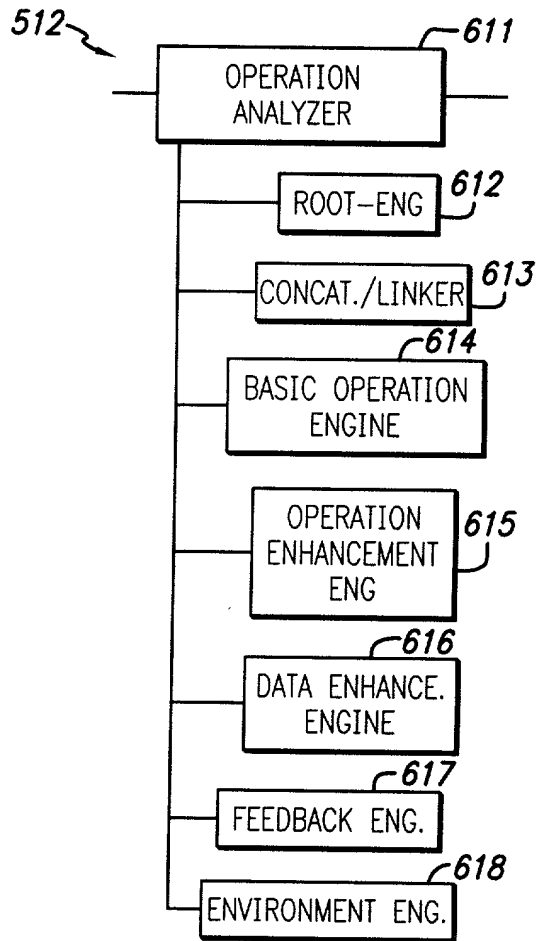 512
611
OPERATION
ANALYZER
612
ROOT-ENG
613
CONCAT./LINKER
614
BASIC OPERATION
ENGINE
OPERATION
ENHANCEMENT
ENG
615
616
DATA ENHANCE.
ENGINE
617
FEEDBACK ENG.
618
ENVIRONMENT ENG.